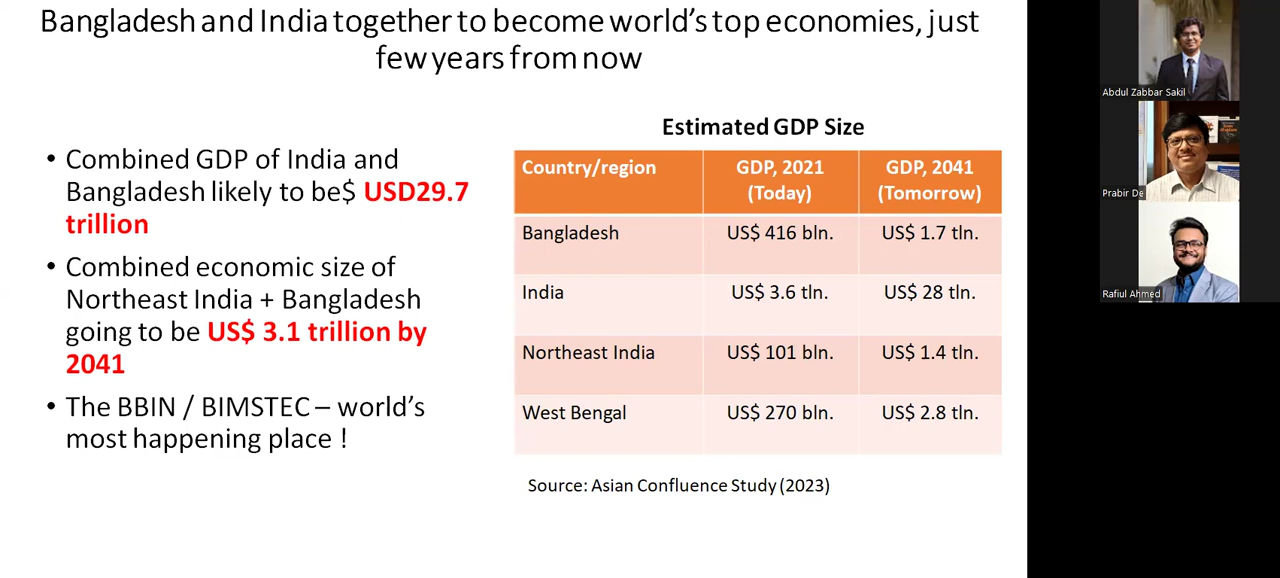 Bangladesh and India together to become world's top economies, just
few years from now
• Combined GDP of India and
Bangladesh likely to be$ USD29.7
trillion
• Combined economic size of
Northeast India + Bangladesh
going to be US$ 3.1 trillion by
2041
• The BBIN / BIMSTEC – world's
most happening place !
Estimated GDP Size
Country/region GDP, 2021 (Today) GDP, 2041 (Tomorrow)
Bangladesh US$ 416 bln. US$ 1.7 tln.
India US$ 3.6 tln. US$ 28 tln.
Northeast India US$ 101 bln. US$ 1.4 tln.
West Bengal US$ 270 bln. US$ 2.8 tln.
Source: Asian Confluence Study (2023)
Abdul Zabbar Sakil
Prabir De
Rafiul Ahmed